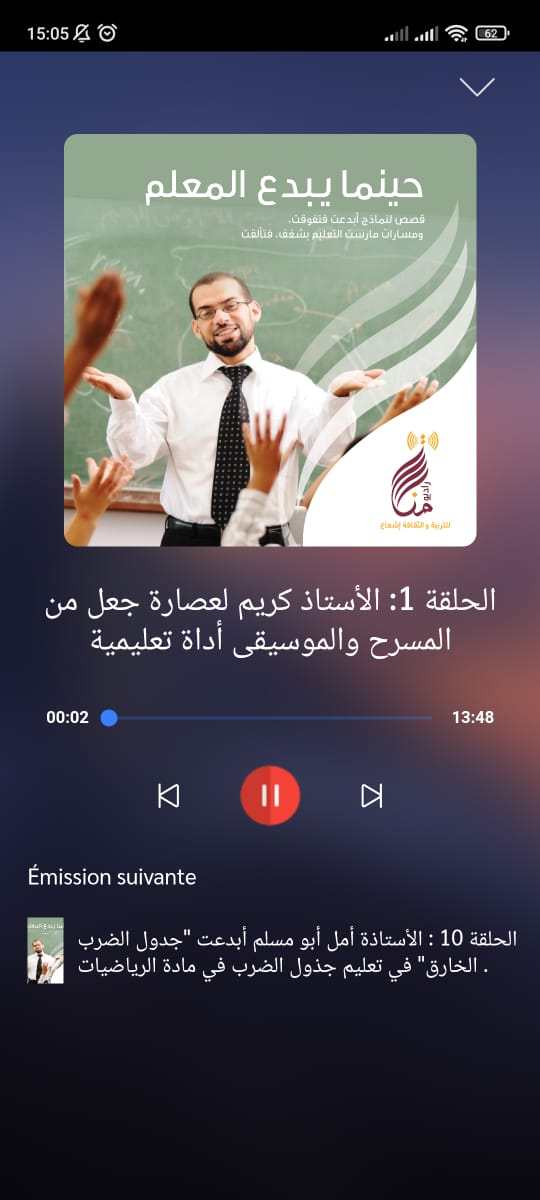 15:05
62
حينما يبدع المعلم
قصص لنماذج أبدعت فتفوقت،
ومسارات مارست التعليم بشغف، فتألقت
راديو
من
للتربية و الثقافة إشعاع
الحلقة 1: الأستاذ كريم لعصارة جعل من
المسرح والموسيقى أداة تعليمية
00:02
13:48
Émission suivante
الحلقة 10 : الأستاذة أمل أبو مسلم أبدعت "جدول الضرب
الخارق" في تعليم جذول الضرب في مادة الرياضيات .